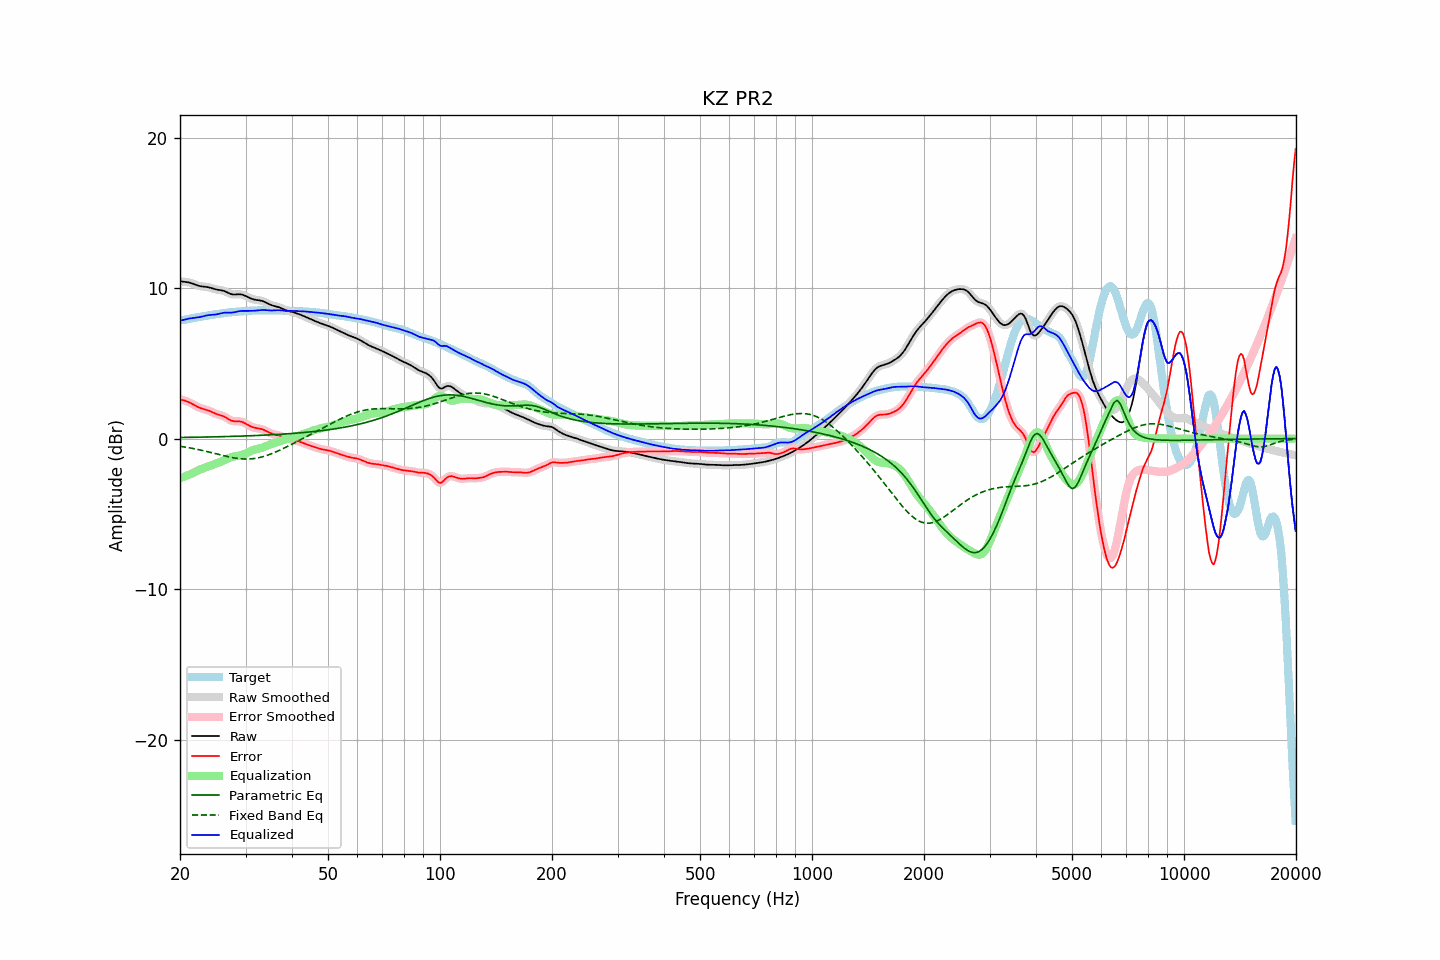 KZ PR2
Amplitude (dBr)
20
10
0
−10
−20
Target
Raw Smoothed
Error Smoothed
Raw
Error
Equalization
Parametric Eq
Fixed Band Eq
Equalized
20 50 100 200 500 1000 2000 5000 10000 20000
Frequency (Hz)